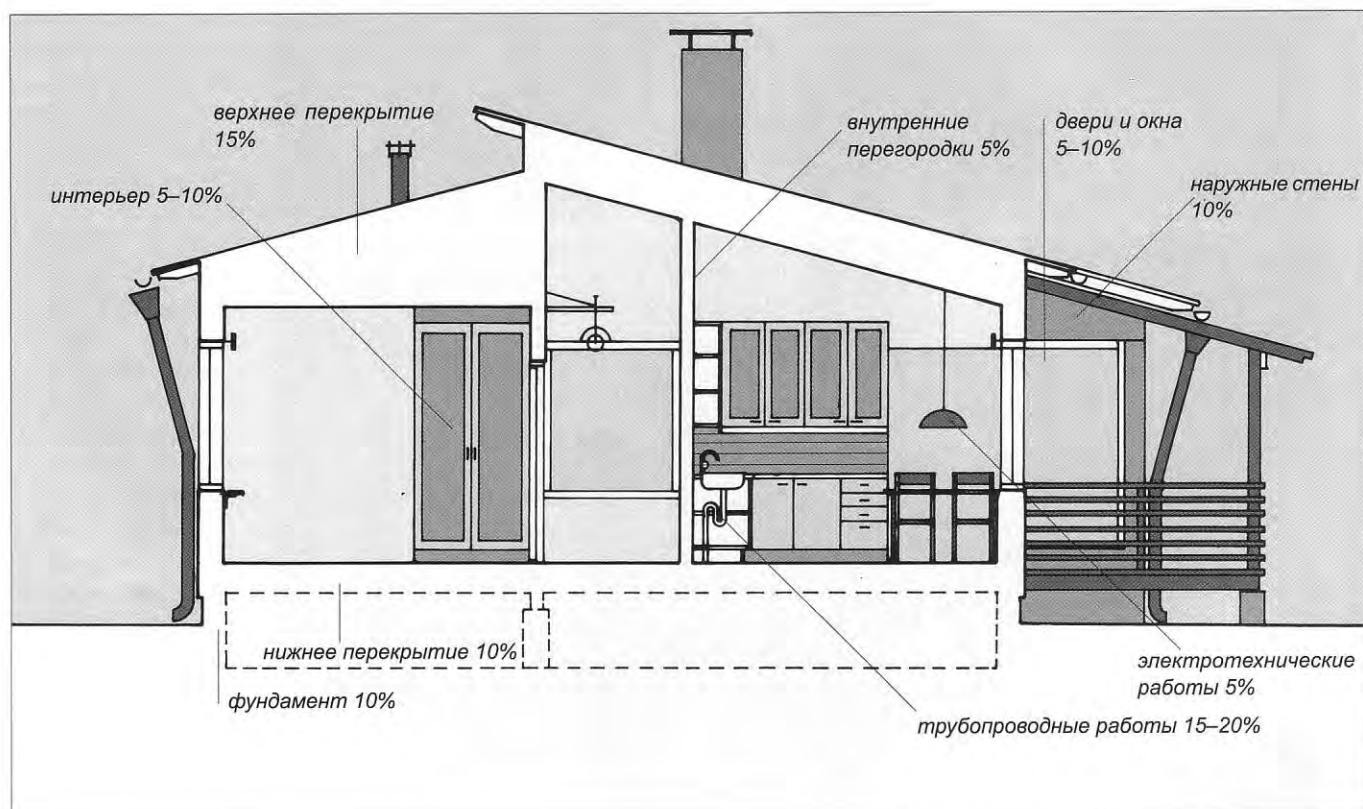 верхнее перекрытие
15%
интерьер 5–10%
внутренние
перегородки 5%
двери и окна
5–10%
наружные стены
10%
нижнее перекрытие 10%
фундамент 10%
электротехнические
работы 5%
трубопроводные работы 15–20%